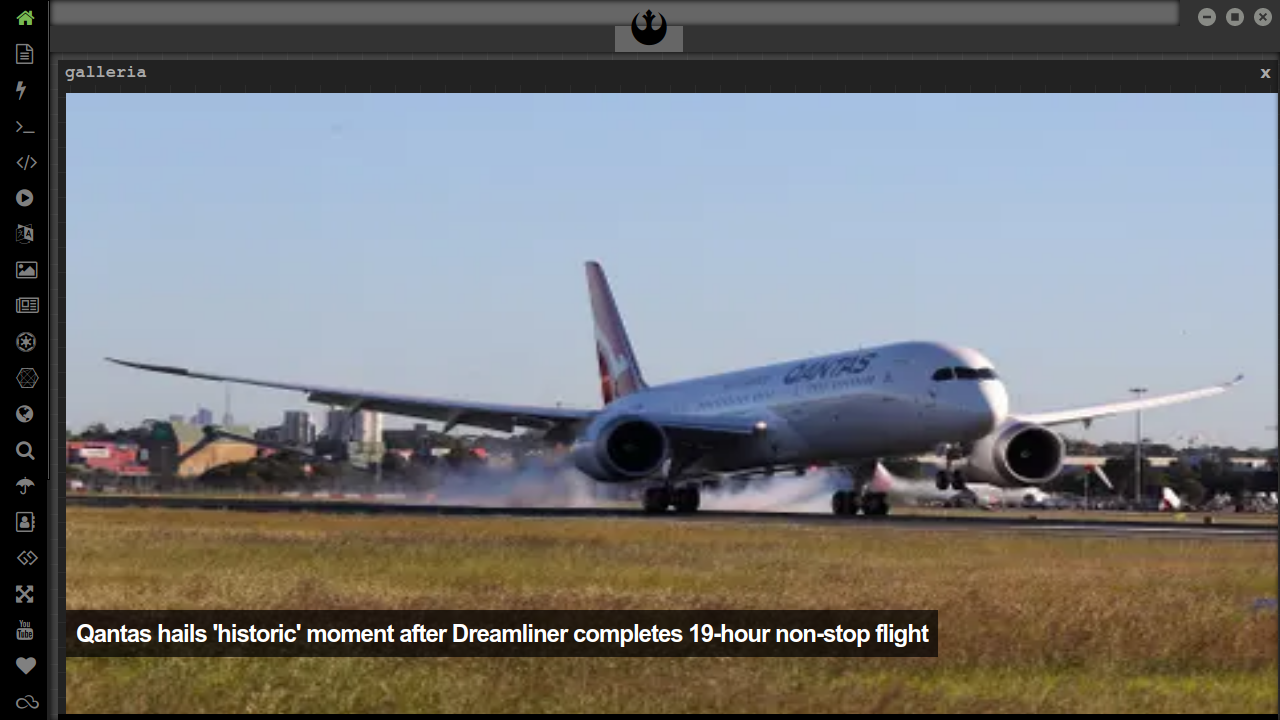 galleria
x
QANTAS
Qantas hails 'historic' moment after Dreamliner completes 19-hour non-stop flight
You
Tube